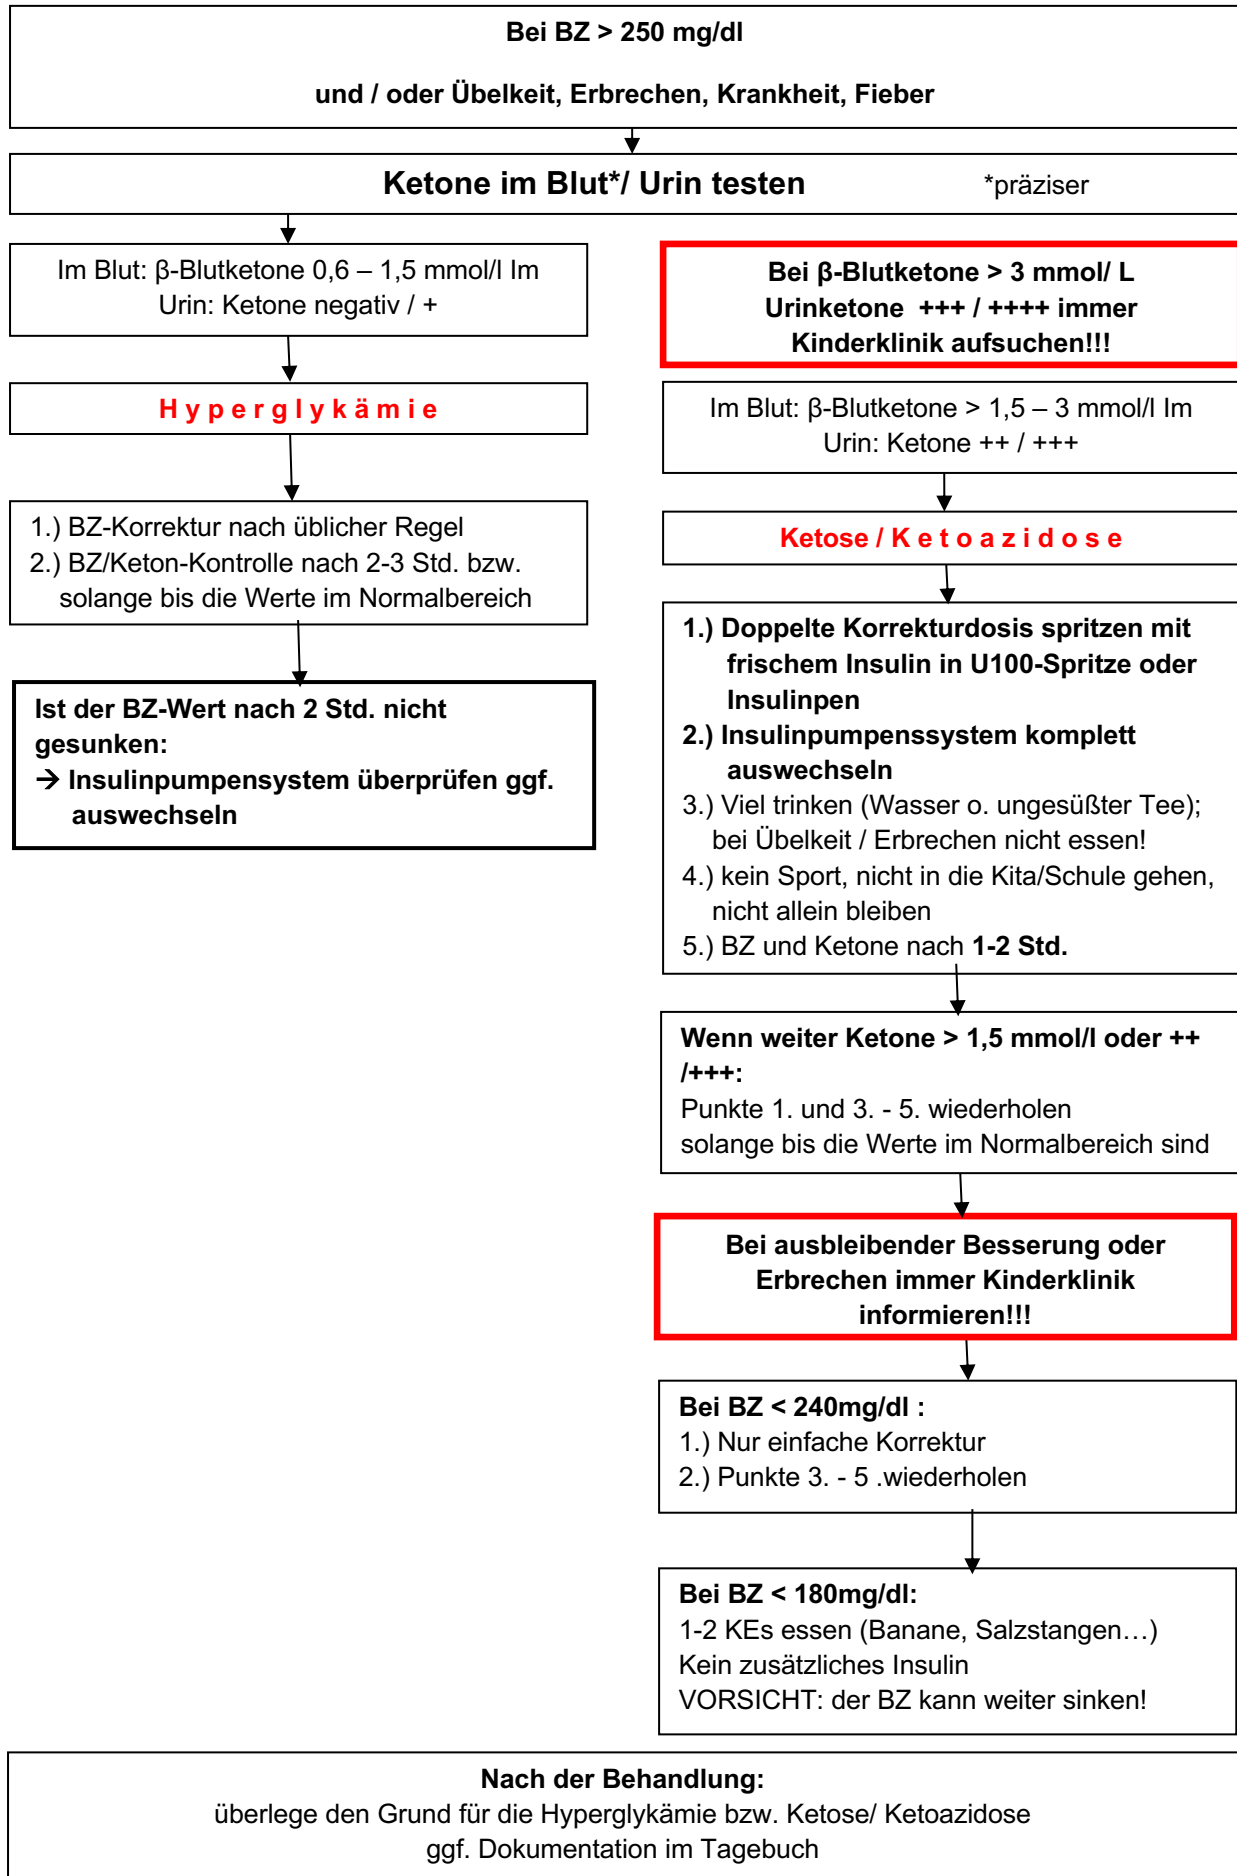 Bei BZ > 250 mg/dl
und / oder Übelkeit, Erbrechen, Krankheit, Fieber
Ketone im Blut*/ Urin testen *präziser
Im Blut: β-Blutketone 0,6 – 1,5 mmol/l Im
Urin: Ketone negativ / +
H y p e r g l y k ä m i e
1.) BZ-Korrektur nach üblicher Regel
2.) BZ/Keton-Kontrolle nach 2-3 Std. bzw.
solange bis die Werte im Normalbereich
Ist der BZ-Wert nach 2 Std. nicht
gesunken:
→ Insulinpumpensystem überprüfen ggf.
auswechseln
Bei β-Blutketone > 3 mmol/ L
Urinketone +++ / ++++ immer
Kinderklinik aufsuchen!!!
Im Blut: β-Blutketone > 1,5 – 3 mmol/l Im
Urin: Ketone ++ / +++
Ketose / K e t o a z i d o s e
1.) Doppelte Korrekturdosis spritzen mit
frischem Insulin in U100-Spritze oder
Insulinpen
2.) Insulinpumpenssystem komplett
auswechseln
3.) Viel trinken (Wasser o. ungesüßter Tee);
bei Übelkeit / Erbrechen nicht essen!
4.) kein Sport, nicht in die Kita/Schule gehen,
nicht allein bleiben
5.) BZ und Ketone nach 1-2 Std.
Wenn weiter Ketone > 1,5 mmol/l oder ++
/+++:
Punkte 1. und 3. - 5. wiederholen
solange bis die Werte im Normalbereich sind
Bei ausbleibender Besserung oder
Erbrechen immer Kinderklinik
informieren!!!
Bei BZ < 240mg/dl :
1.) Nur einfache Korrektur
2.) Punkte 3. - 5 .wiederholen
Bei BZ < 180mg/dl:
1-2 KEs essen (Banane, Salzstangen…)
Kein zusätzliches Insulin
VORSICHT: der BZ kann weiter sinken!
Nach der Behandlung:
überlege den Grund für die Hyperglykämie bzw. Ketose/ Ketoazidose
ggf. Dokumentation im Tagebuch